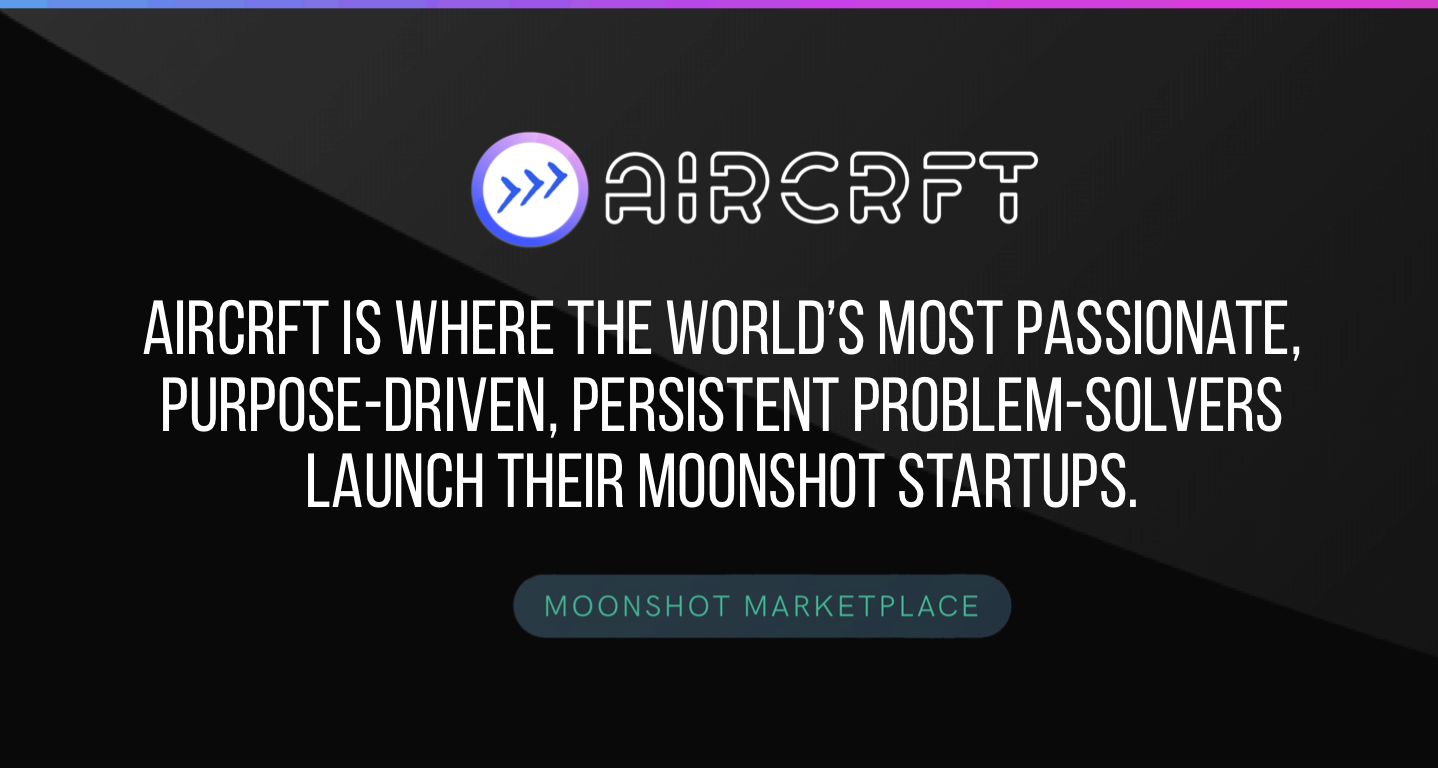 AIRCRFT
AIRCRFT IS WHERE THE WORLD’S MOST PASSIONATE,
PURPOSE-DRIVEN, PERSISTENT PROBLEM-SOLVERS
LAUNCH THEIR MOONSHOT STARTUPS.
MOONSHOT MARKETPLACE